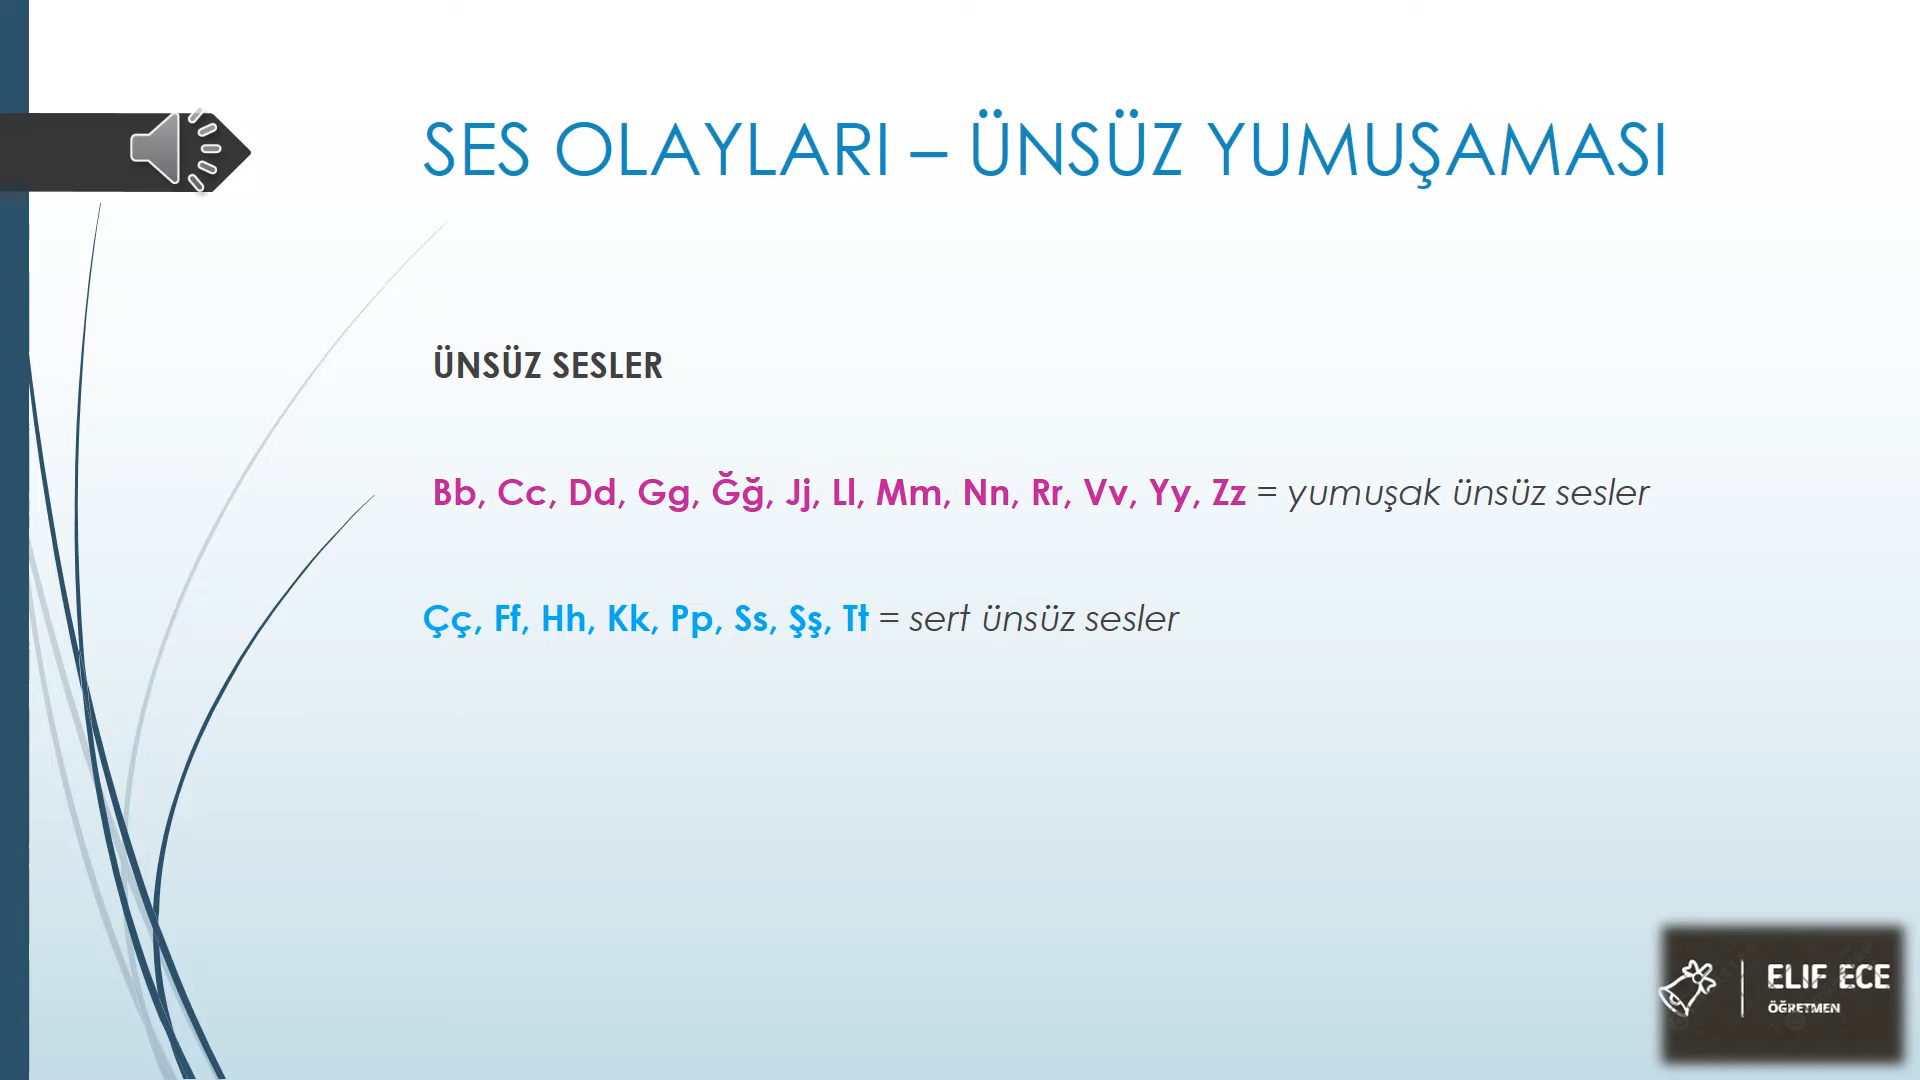 SES OLAYLARI – ÜNSÜZ YUMUŞAMASI
ÜNSÜZ SESLER
Bb, Cc, Dd, Gg, Ğğ, Jj, Ll, Mm, Nn, Rr, Vv, Yy, Zz = yumuşak ünsüz sesler
Çç, Ff, Hh, Kk, Pp, Ss, Şş, Tt = sert ünsüz sesler
ELIF ECE
ÖĞRETMEN